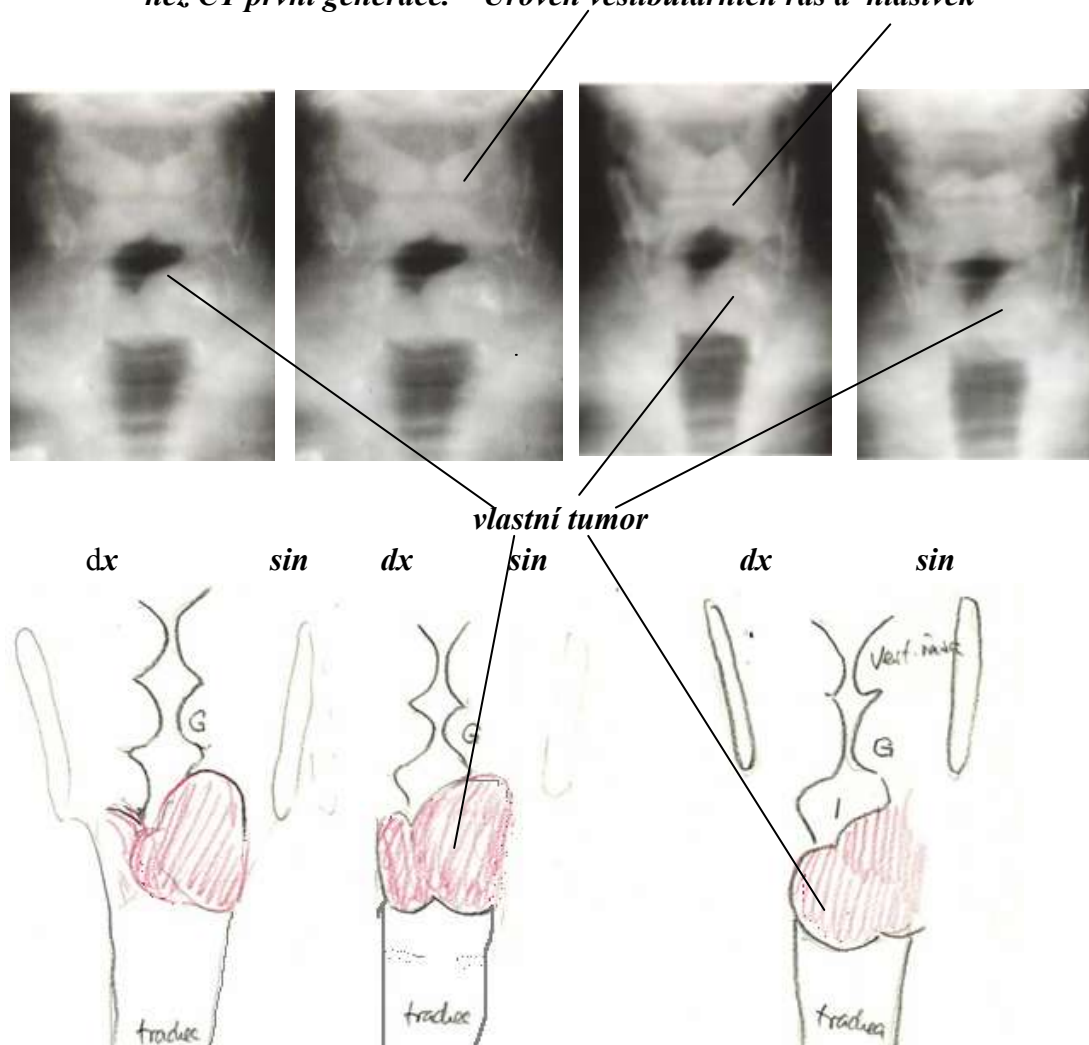 než CT první generace. Úroveň vestibulárních řas a hlasivek
vlastní tumor
dx sin dx sin dx sin
Vest. řasa
G G G
trachea trachea trachea